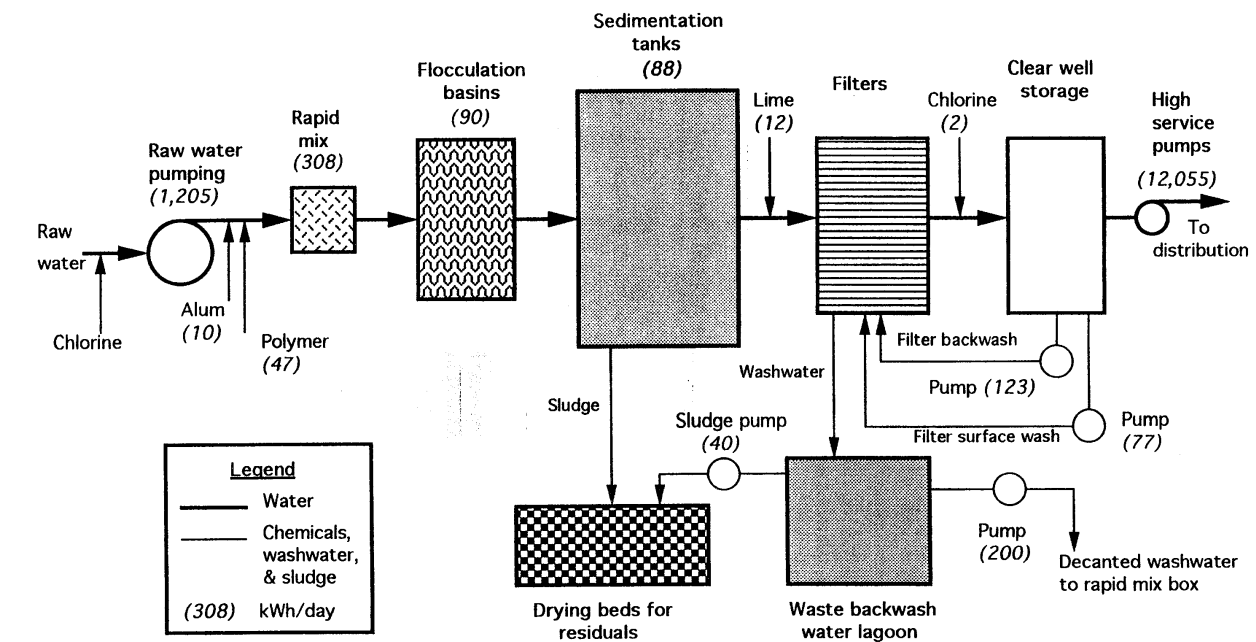 Sedimentation
tanks
(88)
Flocculation
basins
(90)
Rapid
mix
(308)
Raw water
pumping
(1,205)
Lime
(12)
Filters
Chlorine
(2)
Clear well
storage
High
service
pumps
(12,055)
To
distribution
Raw
water
Chlorine
Alum
(10)
Polymer
(47)
Filter backwash
Pump (123)
Washwater
Sludge
Sludge pump
(40)
Filter surface wash
Pump
(77)
Pump
(200)
Decanted washwater
to rapid mix box
Drying beds for
residuals
Waste backwash
water lagoon
Legend
Water
Chemicals,
washwater,
& sludge
(308) kWh/day